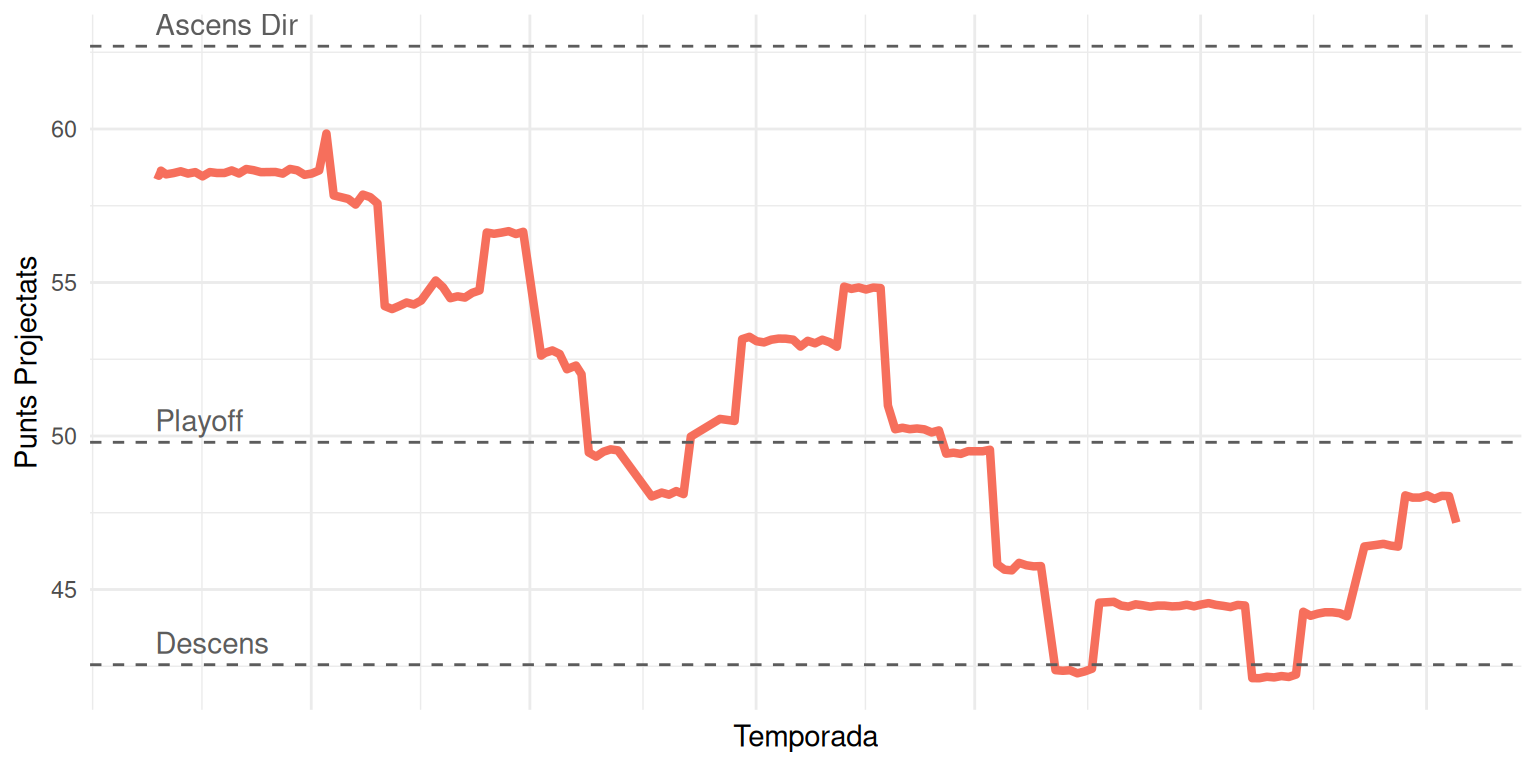 Ascens Dir
60
55
Punts Projectats
Playoff
50
45
Descens
Temporada